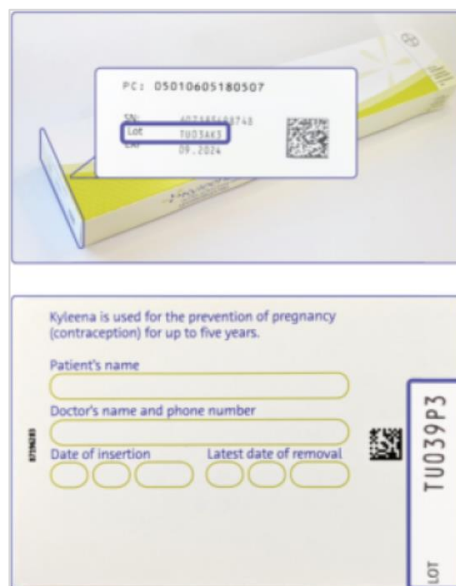 PC: 05010605180507
SN:
Lot TU03AK3
09.2024
Kyleena is used for the prevention of pregnancy
(contraception) for up to five years.
Patient's name
Doctor's name and phone number
Date of insertion Latest date of removal
87596283
LOT TU039P3